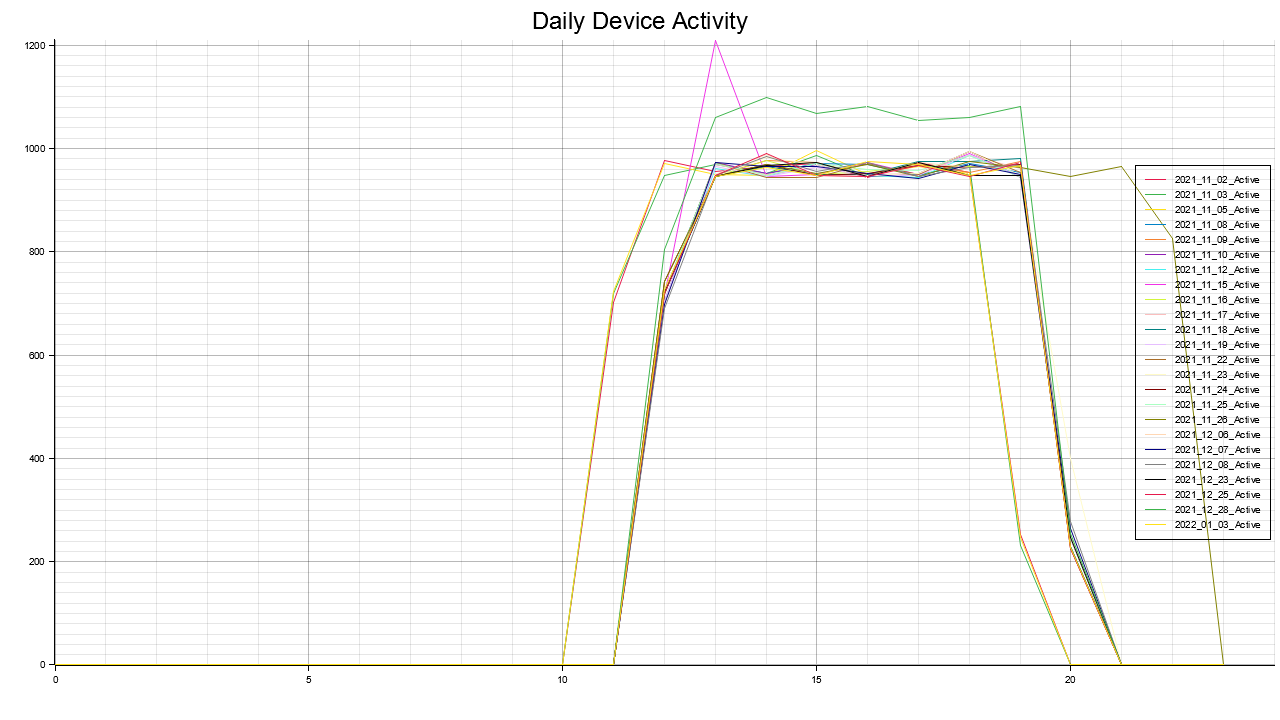 Daily Device Activity
1200
1000
800
600
400
200
0
0 5 10 15 20
2021_11_02_Active
2021_11_03_Active
2021_11_05_Active
2021_11_08_Active
2021_11_09_Active
2021_11_10_Active
2021_11_12_Active
2021_11_15_Active
2021_11_16_Active
2021_11_17_Active
2021_11_18_Active
2021_11_19_Active
2021_11_22_Active
2021_11_23_Active
2021_11_24_Active
2021_11_25_Active
2021_11_26_Active
2021_12_06_Active
2021_12_07_Active
2021_12_08_Active
2021_12_23_Active
2021_12_25_Active
2021_12_28_Active
2022_01_03_Active